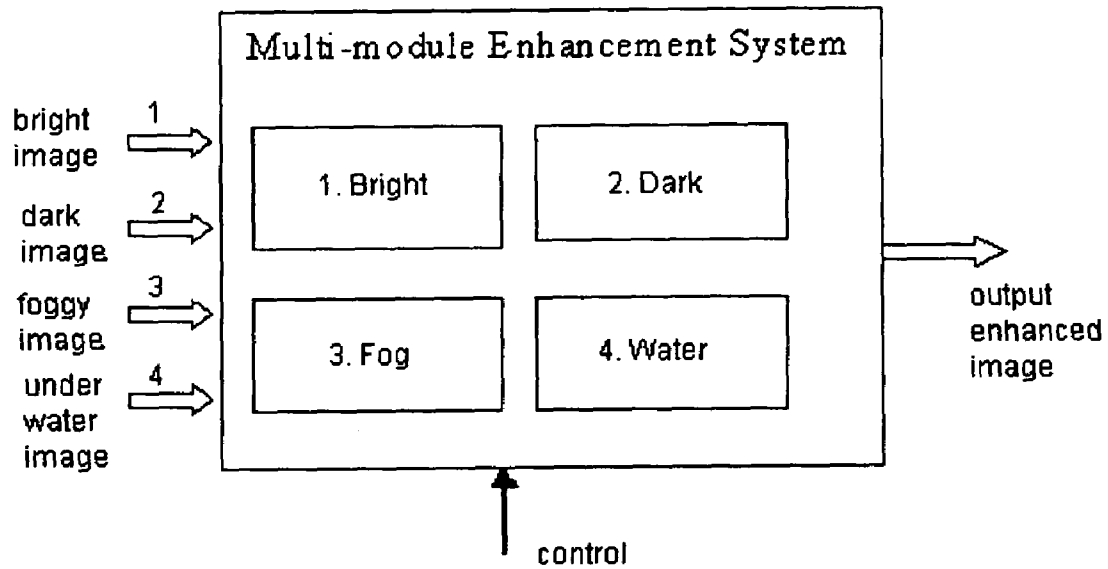 Multi-module Enhancement System
bright
image
1
dark
image
2
foggy
image
3
under
water
image
4
1. Bright
2. Dark
3. Fog
4. Water
output
enhanced
image
control